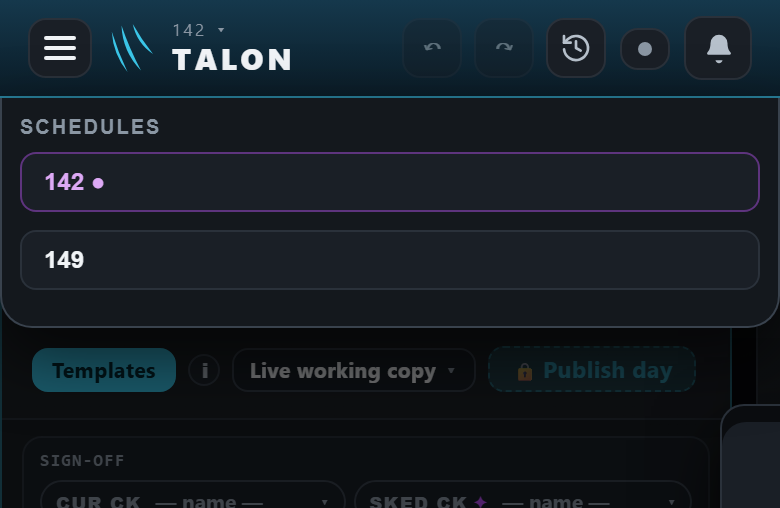 142
TALON
SCHEDULES
142
149
Templates
i
Live working copy
Publish day
SIGN-OFF
CUR CK — name —
SKED CK — name —